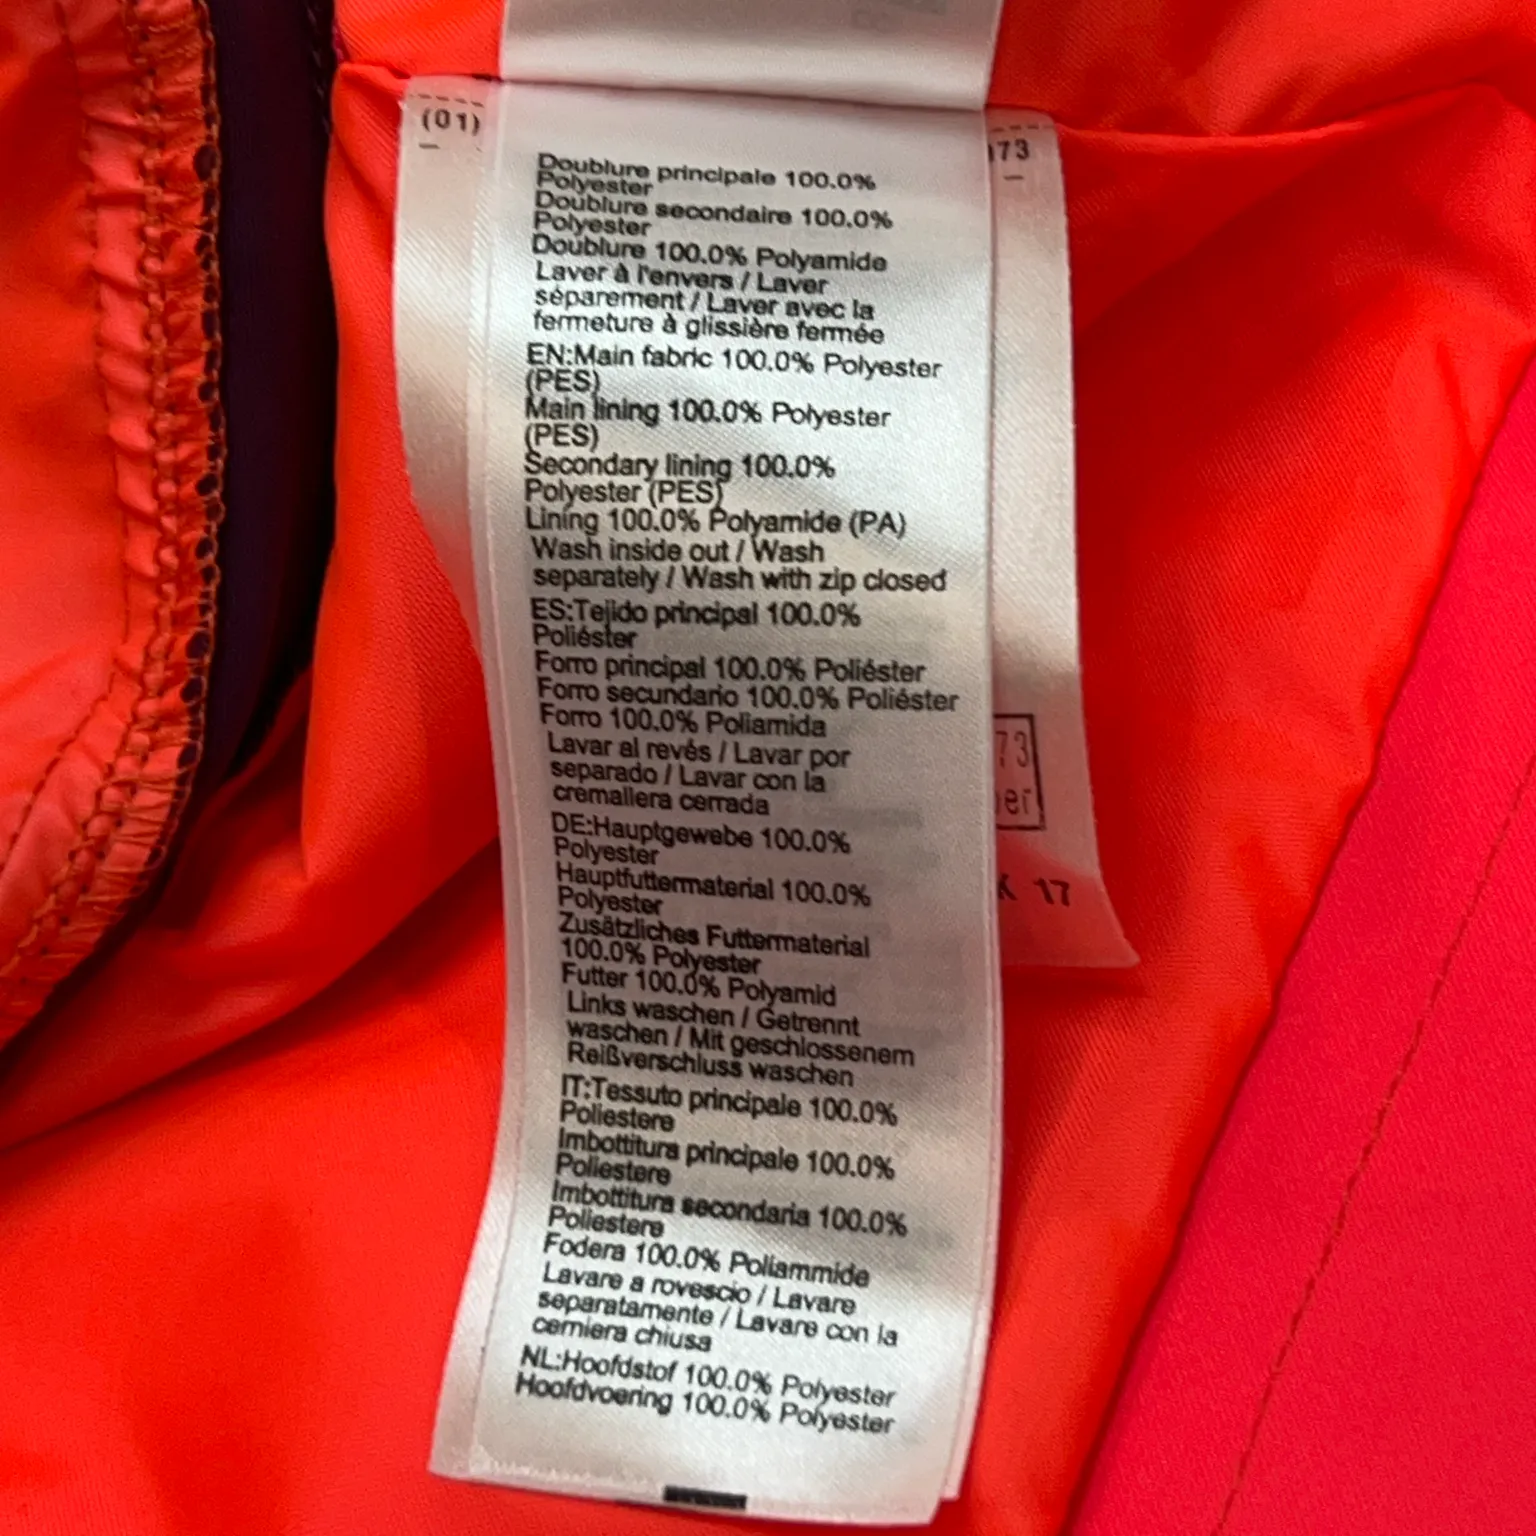 (01)
73
Doublure principale 100.0%
Polyester
Doublure secondaire 100.0%
Polyester
Doublure 100.0% Polyamide
Laver à l'envers / Laver
séparement / Laver avec la
fermeture à glissière fermée
EN:Main fabric 100.0% Polyester
(PES)
Main lining 100.0% Polyester
(PES)
Secondary lining 100.0%
Polyester (PES)
Lining 100.0% Polyamide (PA)
Wash inside out / Wash
separately / Wash with zip closed
ES:Tejido principal 100.0%
Poliéster
Forro principal 100.0% Poliéster
Forro secundario 100.0% Poliéster
Forro 100.0% Poliamida
Lavar al revés / Lavar por
separado / Lavar con la
cremallera cerrada
DE:Hauptgewebe 100.0%
Polyester
Hauptfuttermaterial 100.0%
Polyester
Zusätzliches Futtermaterial
100.0% Polyester
Futter 100.0% Polyamid
Links waschen / Getrennt
waschen / Mit geschlossenem
Reißverschluss waschen
IT:Tessuto principale 100.0%
Poliestere
Imbottitura principale 100.0%
Poliestere
Imbottitura secondaria 100.0%
Poliestere
Fodera 100.0% Poliammide
Lavare a rovescio / Lavare
separatamente / Lavare con la
cerniera chiusa
NL:Hoofdstof 100.0% Polyester
Hoofdvoering 100.0% Polyester
73
er
K 17